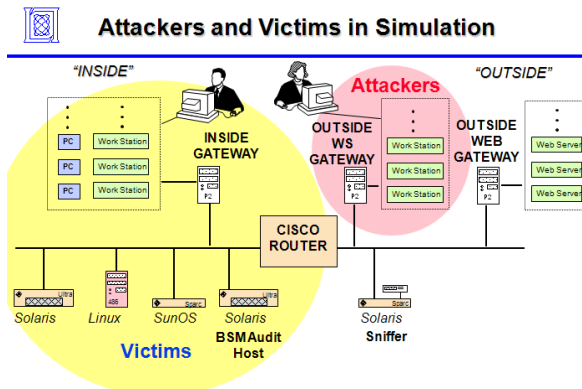 Attackers and Victims in Simulation
"INSIDE"
Attackers
"OUTSIDE"
PC
Work Station
PC
Work Station
PC
Work Station
INSIDE
GATEWAY
P2
OUTSIDE
WS
GATEWAY
P2
Work Station
Work Station
Work Station
OUTSIDE
WEB
GATEWAY
P2
Web Server
Web Server
Web Server
CISCO
ROUTER
Ultra
Solaris
486
Linux
Sparc
SunOS
Ultra
Solaris
BSMAudit
Host
Sparc
Solaris
Sniffer
Victims